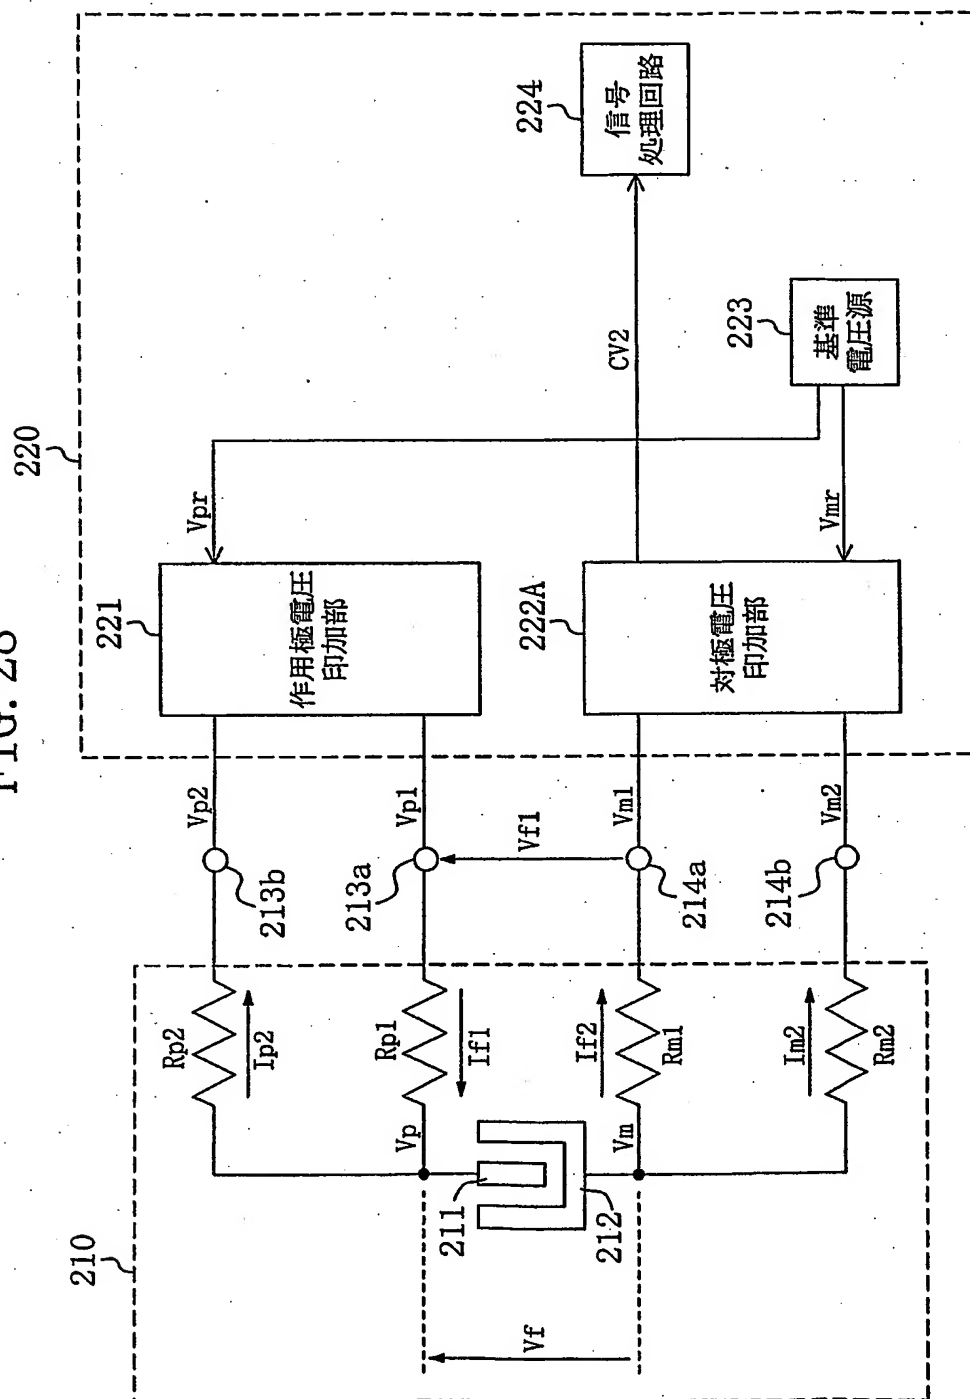 FIG. 28
220
224
信号
処理回路
223
基準
電圧源
CV2
Vpr
Vmr
221
作用極電圧
印加部
222A
対極電圧
印加部
Vp2
Vp1
Vm1
Vm2
Vf1
213b
213a
214a
214b
210
Rp2
Ip2
Rp1
If1
If2
Rm1
Im2
Rm2
Vp
Vm
211
212
Vf